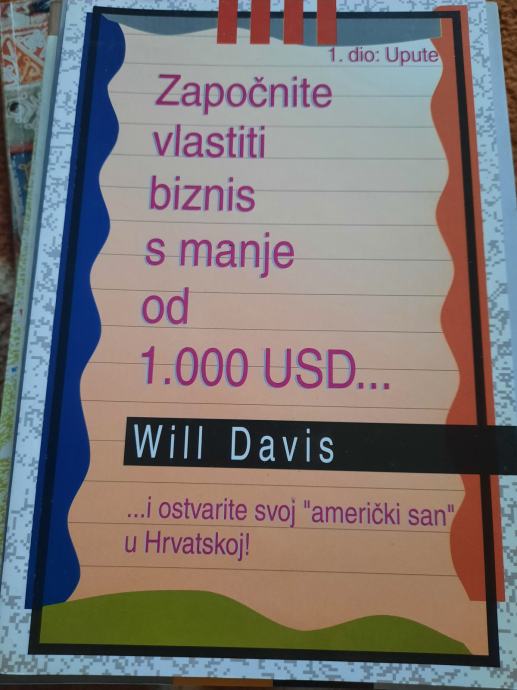 1. dio: Upute
Započnite
vlastiti
biznis
s manje
od
1.000 USD...
Will Davis
...i ostvarite svoj "američki san"
u Hrvatskoj!